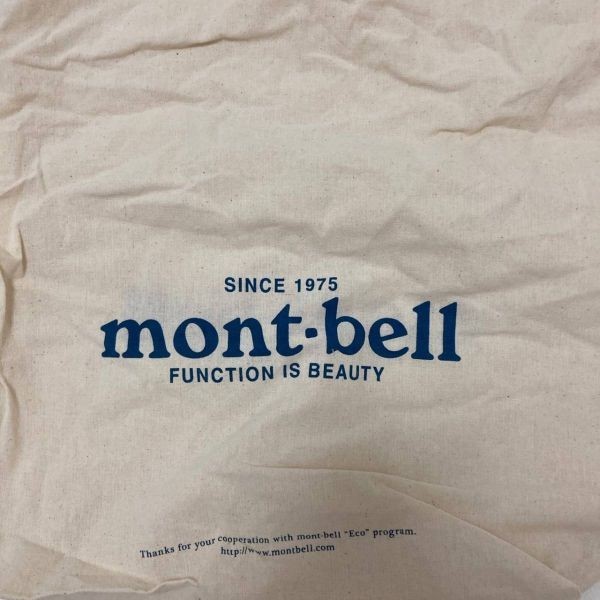 SINCE 1975
mont-bell
FUNCTION IS BEAUTY
Thanks for your cooperation with mont-bell "Eco" program.
http://www.montbell.com